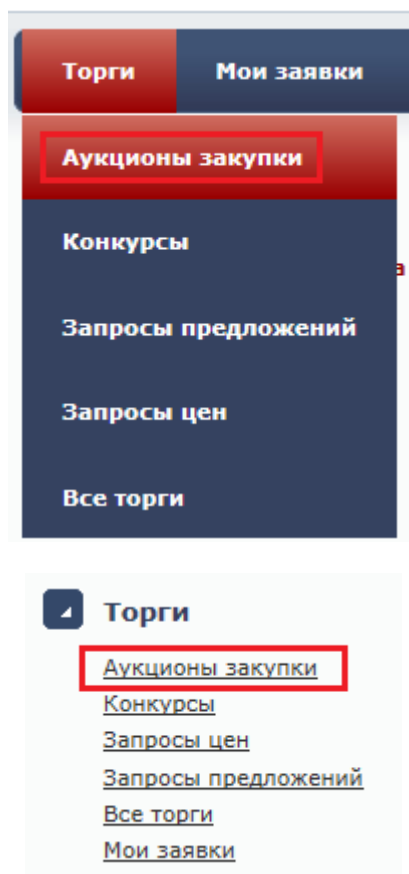 Торги Мои заявки
Аукционы закупки
Конкурсы
а
Запросы предложений
Запросы цен
Все торги
Торги
Аукционы закупки
Конкурсы
Запросы цен
Запросы предложений
Все торги
Мои заявки